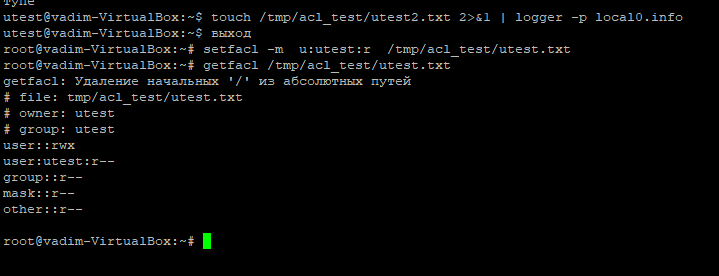 utest@vadim-VirtualBox:~$ touch /tmp/acl_test/utest2.txt 2>&1 | logger -p local0.info
utest@vadim-VirtualBox:~$ выход
root@vadim-VirtualBox:~# setfacl -m  u:utest:r  /tmp/acl_test/utest.txt
root@vadim-VirtualBox:~# getfacl /tmp/acl_test/utest.txt
getfacl: Удаление начальных '/' из абсолютных путей
# file: tmp/acl_test/utest.txt
# owner: utest
# group: utest
user::rwx
user:utest:r--
group::r--
mask::r--
other::r--
root@vadim-VirtualBox:~#